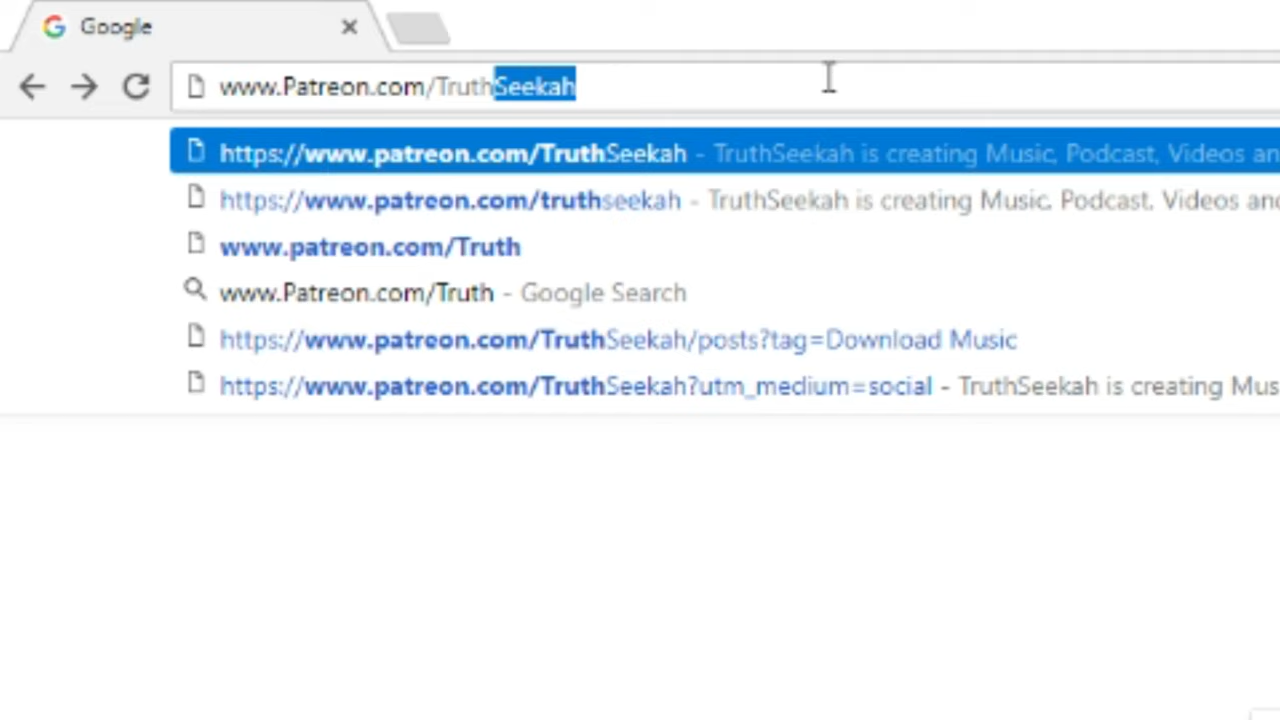 Google
www.Patreon.com/TruthSeekah
https://www.patreon.com/TruthSeekah - TruthSeekah is creating Music, Podcast, Videos an
https://www.patreon.com/truthseekah - TruthSeekah is creating Music, Podcast, Videos and
www.patreon.com/Truth
www.Patreon.com/Truth - Google Search
https://www.patreon.com/TruthSeekah/posts?tag=Download Music
https://www.patreon.com/TruthSeekah?utm_medium=social - TruthSeekah is creating Mus